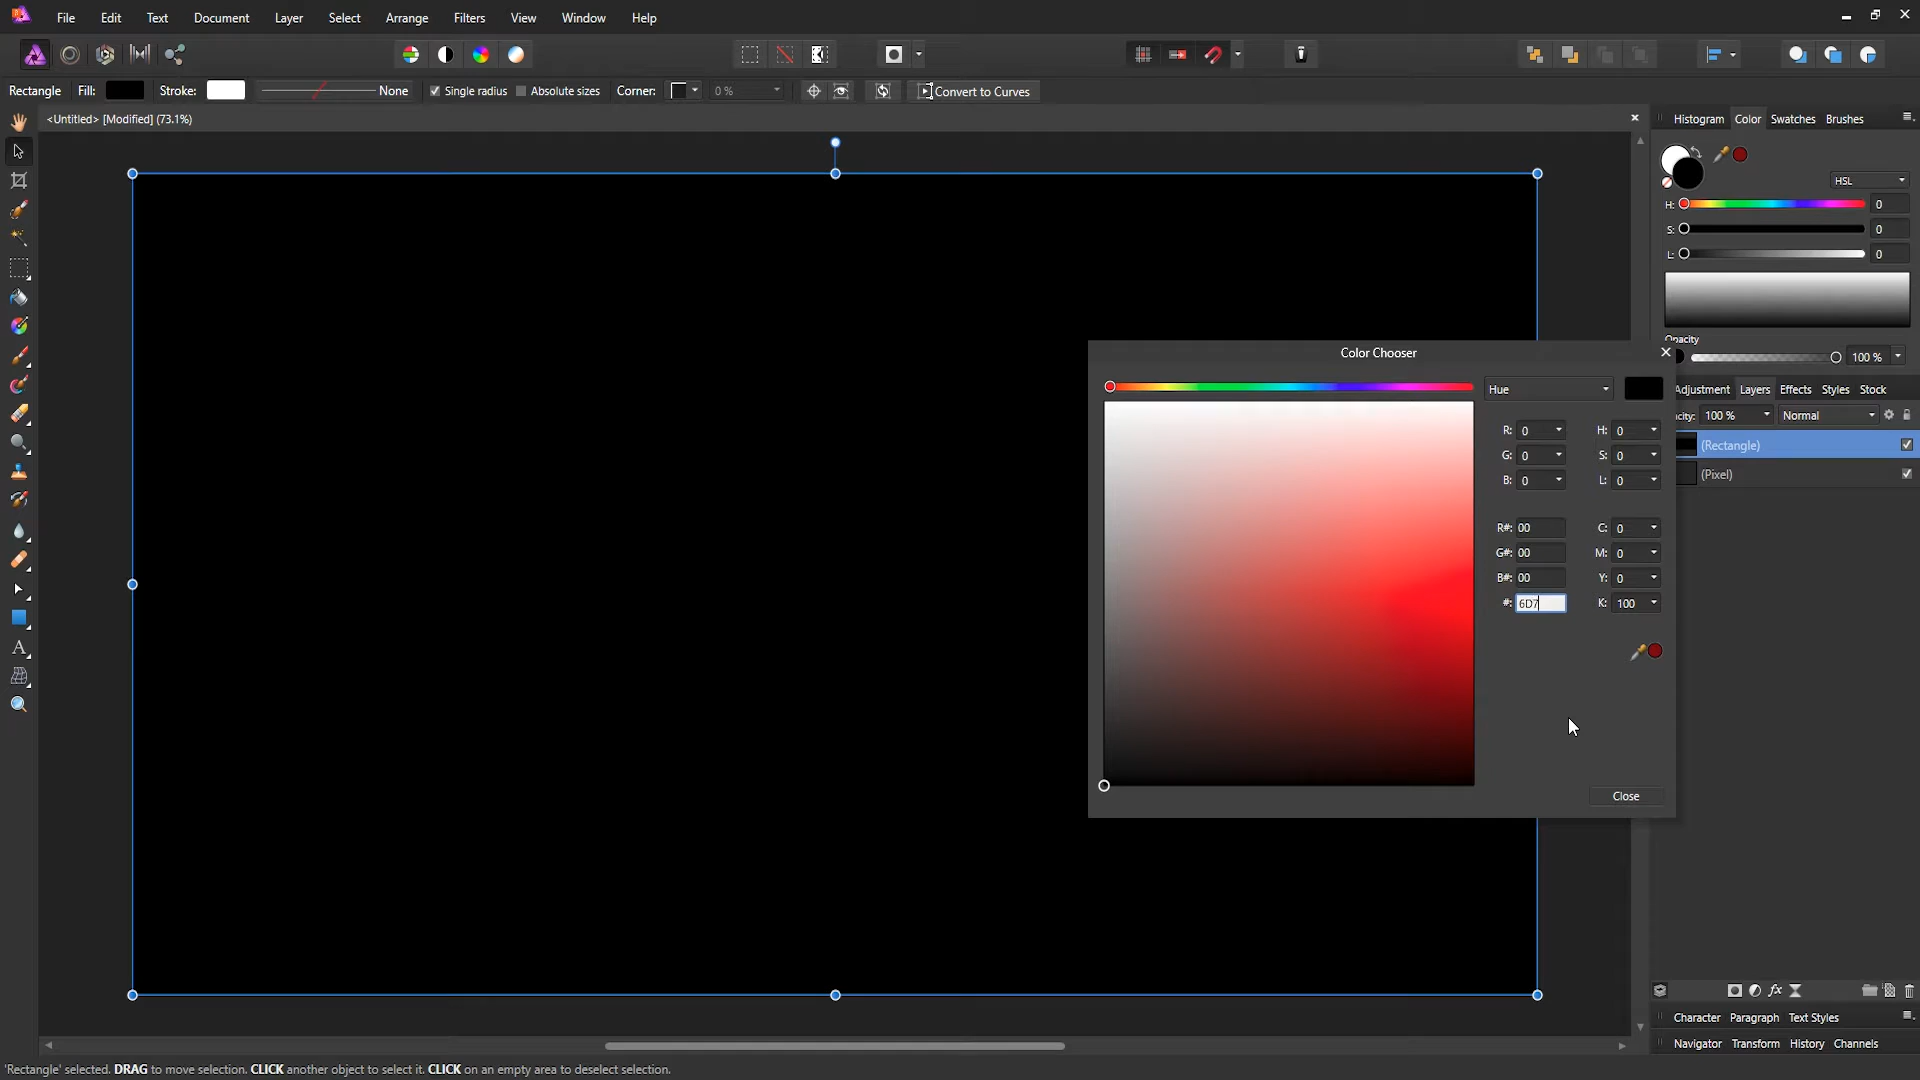 File Edit Text Document Layer Select Arrange Filters View Window Help
Rectangle Fill: Stroke: None Single radius Absolute sizes Corner: 0 % Convert to Curves
<Untitled> [Modified] (73.1%)
Histogram Color Swatches Brushes
HSL
H: 0
S: 0
L: 0
Opacity
100 %
Color Chooser
Hue
R: 0 H: 0
G: 0 S: 0
B: 0 L: 0
R#: 00 C: 0
G#: 00 M: 0
B#: 00 Y: 0
#: 6D7 K: 100
Close
Adjustment Layers Effects Styles Stock
acity: 100 % Normal
(Rectangle)
(Pixel)
fx
Character Paragraph Text Styles
Navigator Transform History Channels
'Rectangle' selected. DRAG to move selection. CLICK another object to select it. CLICK on an empty area to deselect selection.